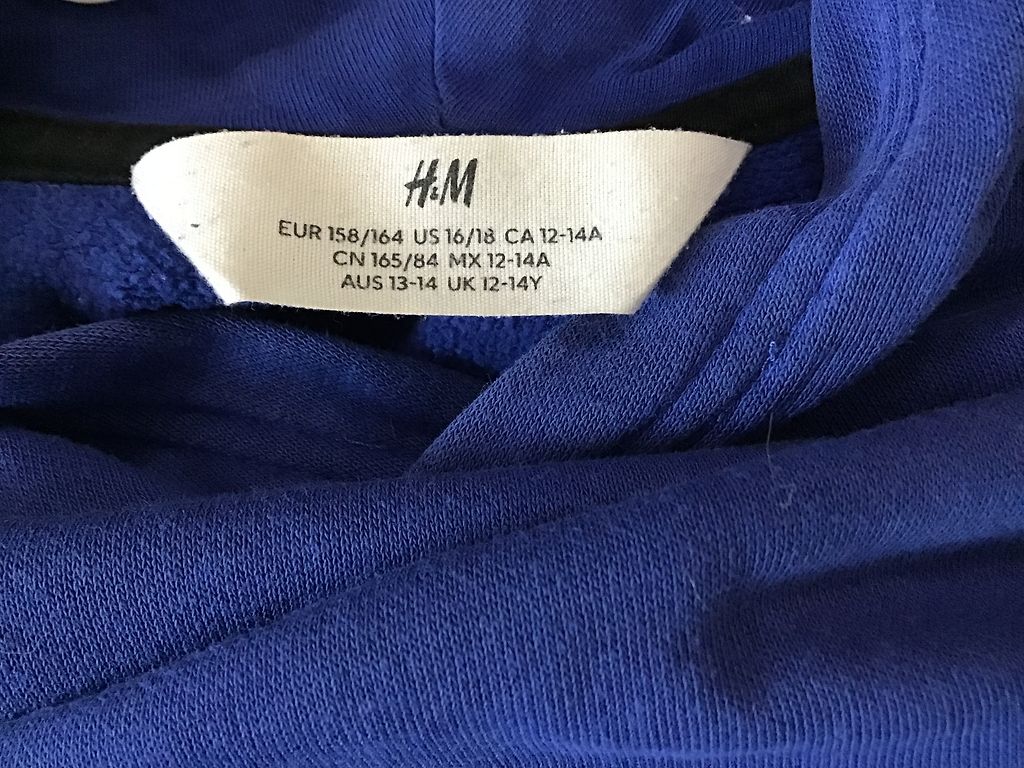 H&M
EUR 158/164 US 16/18 CA 12-14A
CN 165/84 MX 12-14A
AUS 13-14 UK 12-14Y